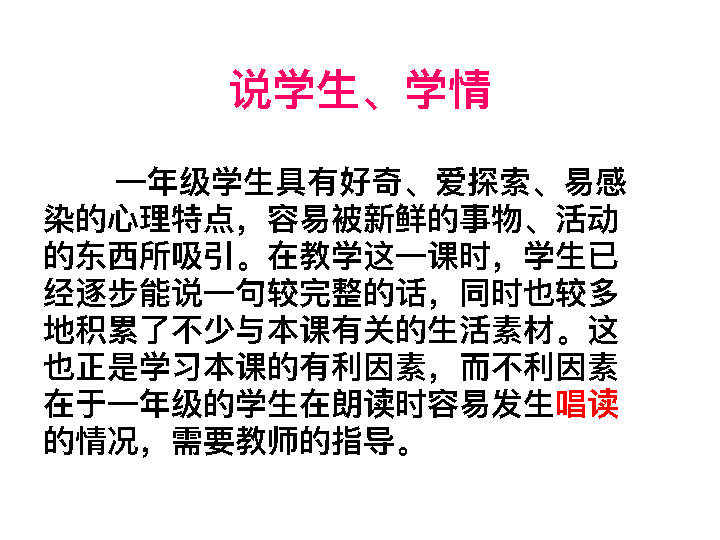 说学生、学情
一年级学生具有好奇、爱探索、易感
染的心理特点，容易被新鲜的事物、活动
的东西所吸引。在教学这一课时，学生已
经逐步能说一句较完整的话，同时也较多
地积累了不少与本课有关的生活素材。这
也正是学习本课的有利因素，而不利因素
在于一年级的学生在朗读时容易发生唱读
的情况，需要教师的指导。